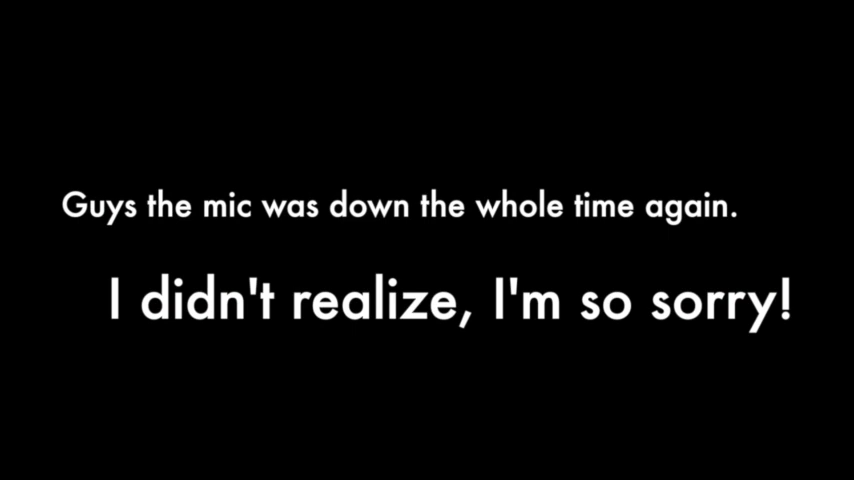 Guys the mic was down the whole time again.
I didn't realize, I'm so sorry!